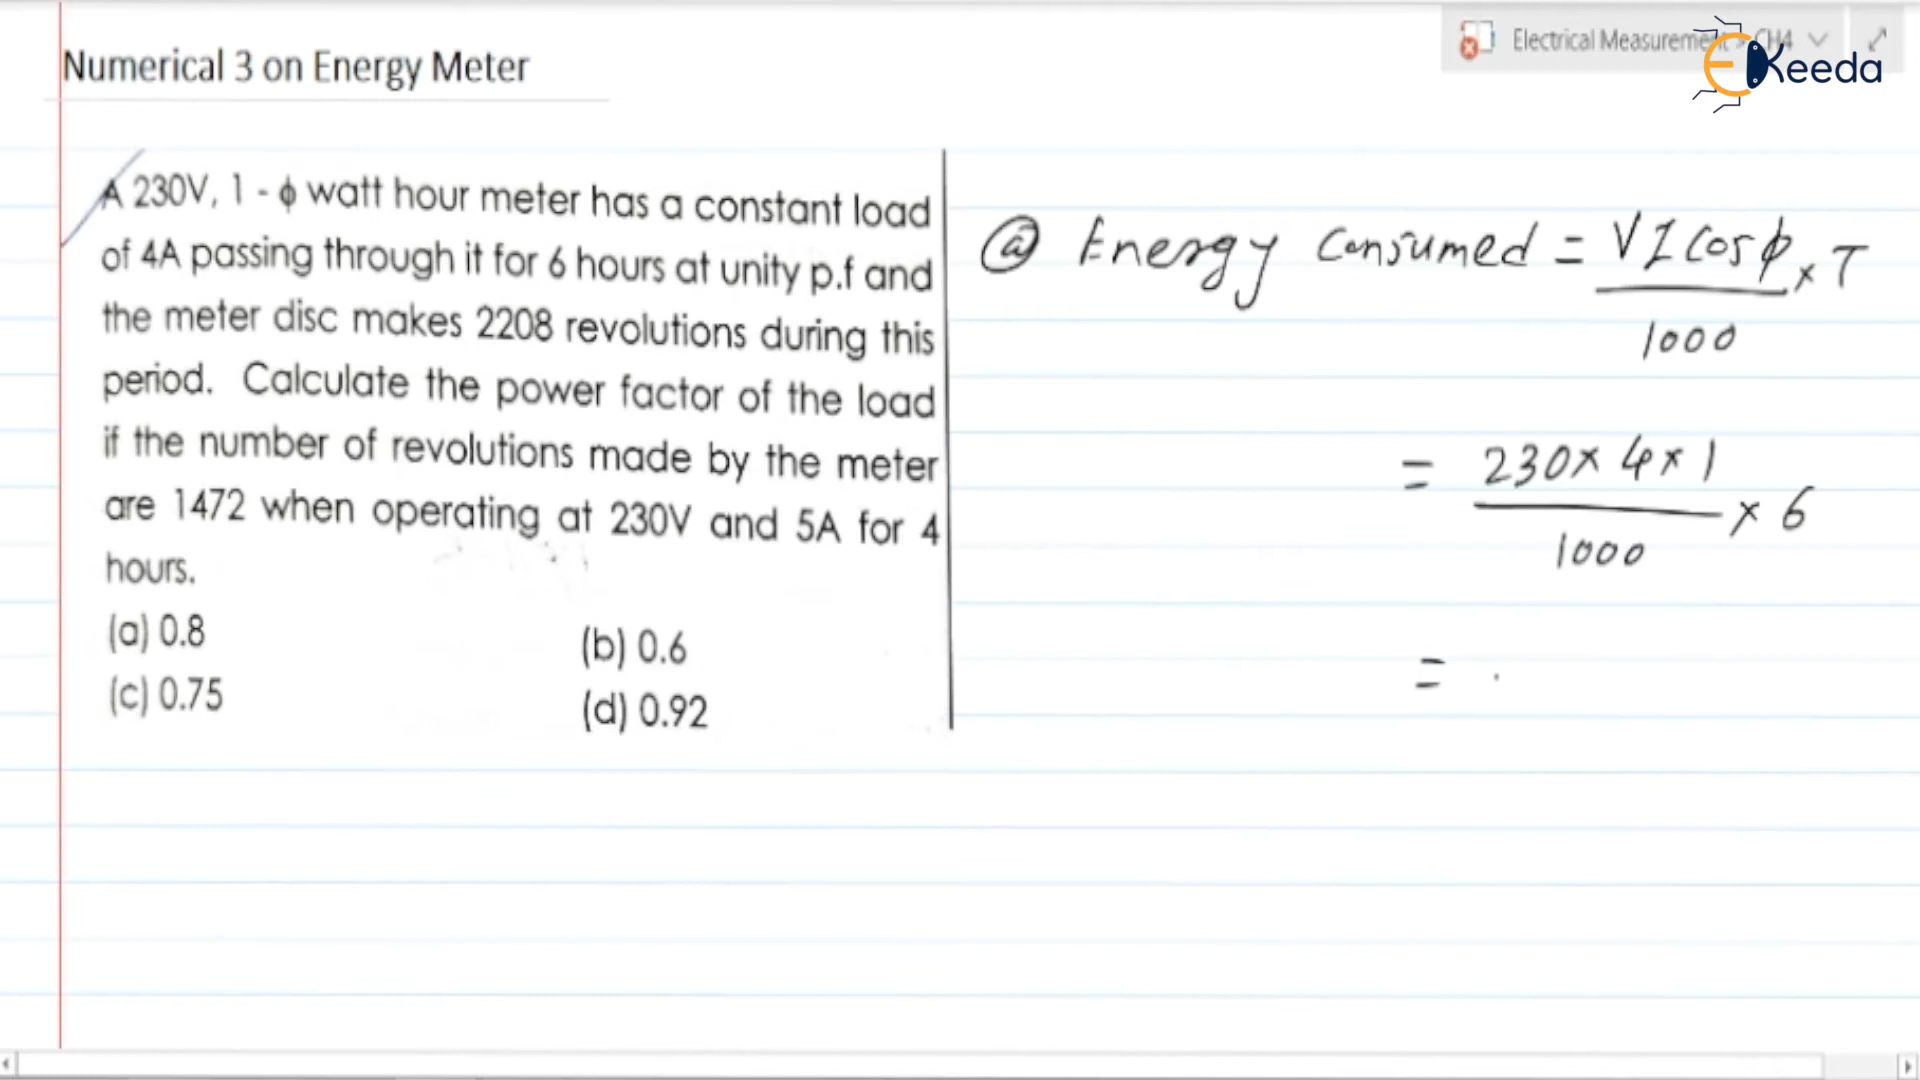 Numerical 3 on Energy Meter
Electrical Measurement > CH4
Keeda
A 230V, 1 - ϕ watt hour meter has a constant load
of 4A passing through it for 6 hours at unity p.f and
the meter disc makes 2208 revolutions during this
period. Calculate the power factor of the load
if the number of revolutions made by the meter
are 1472 when operating at 230V and 5A for 4
hours.
(a) 0.8
(b) 0.6
(c) 0.75
(d) 0.92
ⓐ Energy Consumed = VICosϕ × T
1000
= 230 × 4 × 1 × 6
1000
=